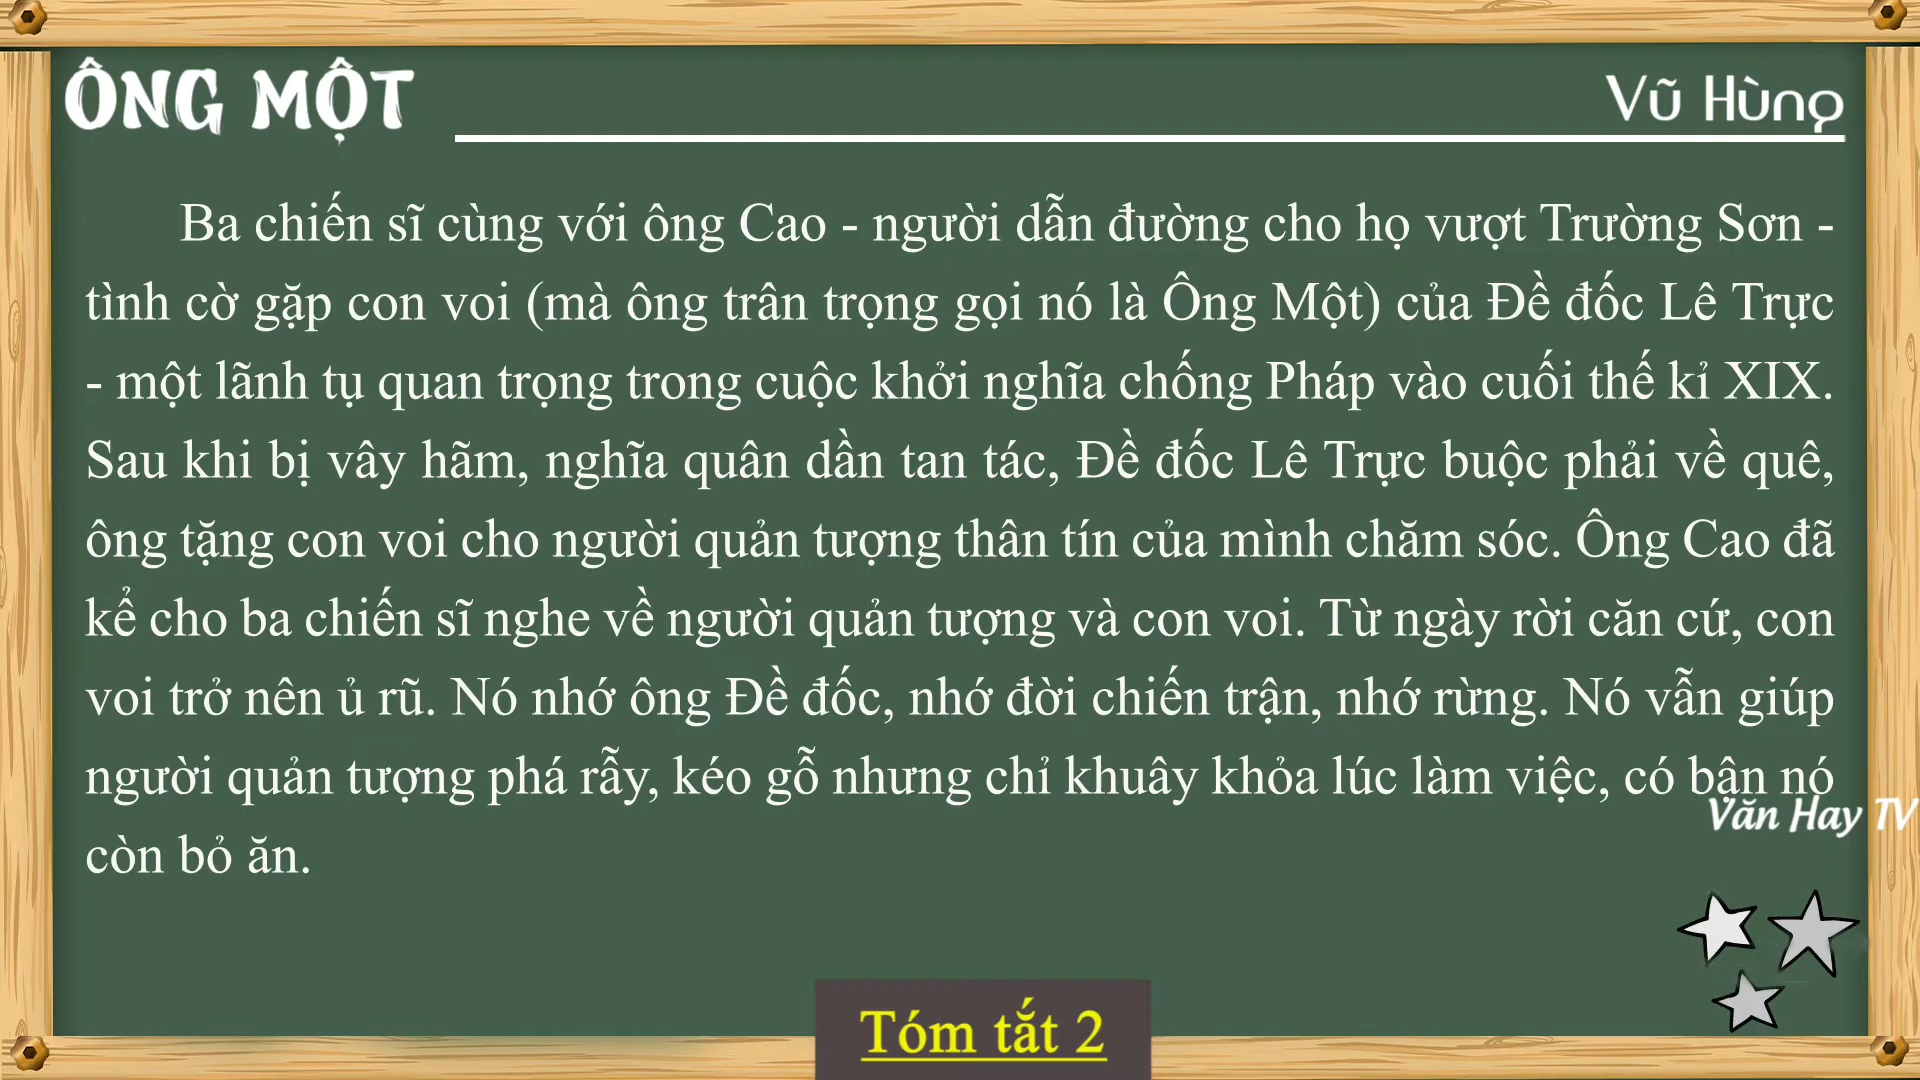 ÔNG MỘT
Vũ Hùng
Ba chiến sĩ cùng với ông Cao - người dẫn đường cho họ vượt Trường Sơn -
tình cờ gặp con voi (mà ông trân trọng gọi nó là Ông Một) của Đề đốc Lê Trực
- một lãnh tụ quan trọng trong cuộc khởi nghĩa chống Pháp vào cuối thế kỉ XIX.
Sau khi bị vây hãm, nghĩa quân dần tan tác, Đề đốc Lê Trực buộc phải về quê,
ông tặng con voi cho người quản tượng thân tín của mình chăm sóc. Ông Cao đã
kể cho ba chiến sĩ nghe về người quản tượng và con voi. Từ ngày rời căn cứ, con
voi trở nên ủ rũ. Nó nhớ ông Đề đốc, nhớ đời chiến trận, nhớ rừng. Nó vẫn giúp
người quản tượng phá rẫy, kéo gỗ nhưng chỉ khuây khỏa lúc làm việc, có bận nó
còn bỏ ăn.
Văn Hay TV
Tóm tắt 2